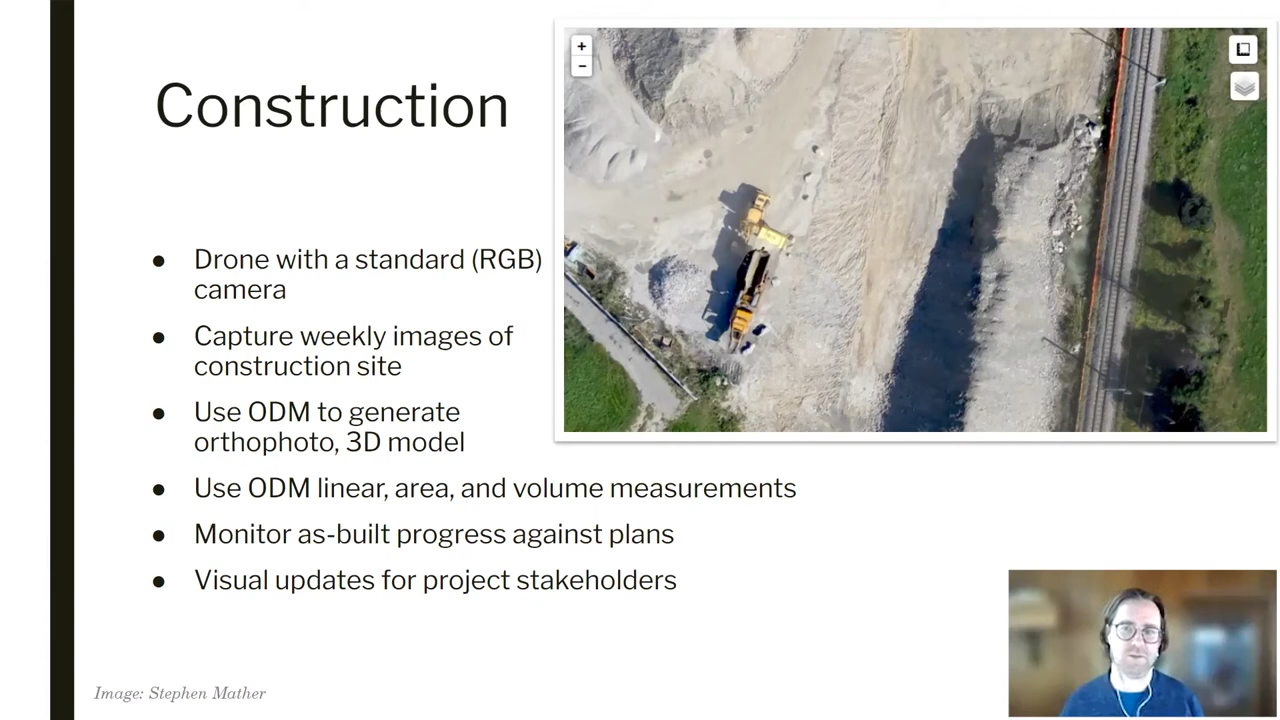 Construction
+
−
● Drone with a standard (RGB)
camera
● Capture weekly images of
construction site
● Use ODM to generate
orthophoto, 3D model
● Use ODM linear, area, and volume measurements
● Monitor as-built progress against plans
● Visual updates for project stakeholders
Image: Stephen Mather